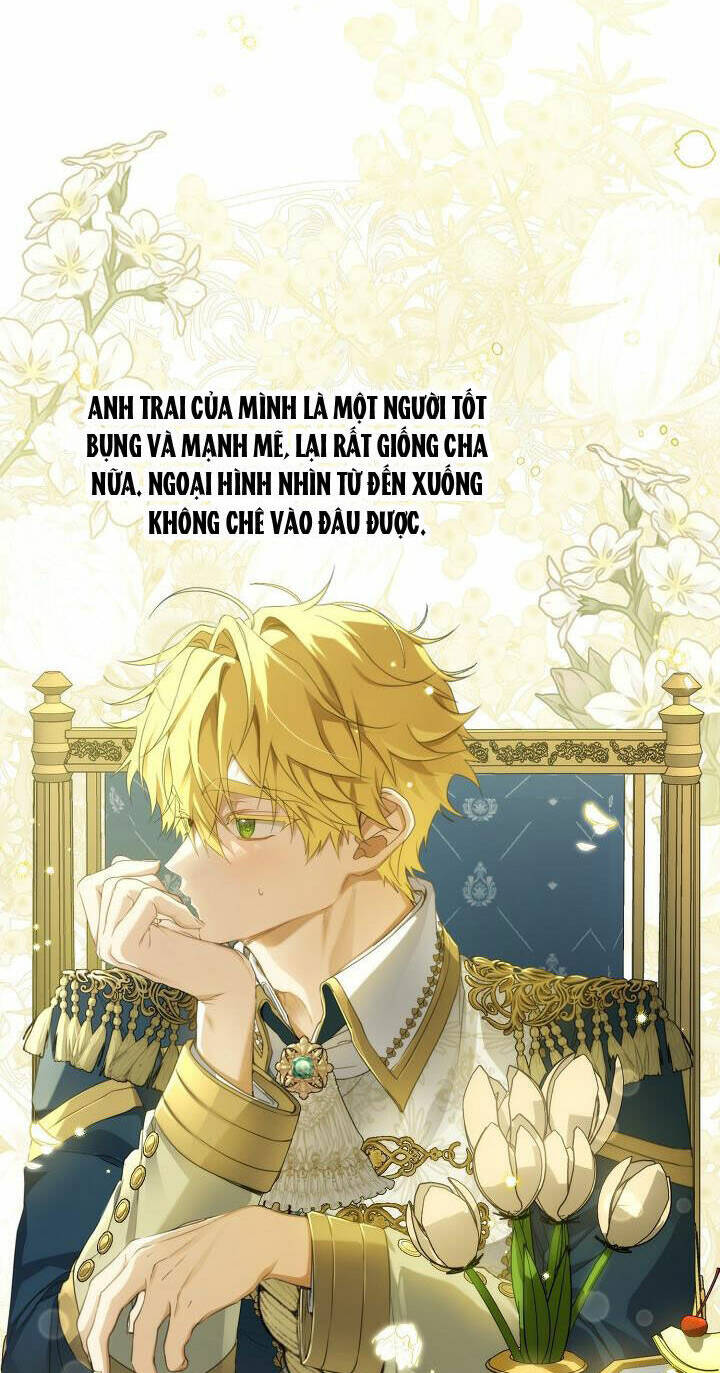 ANH TRAI CỦA MÌNH LÀ MỘT NGƯỜI TỐT
BỤNG VÀ MẠNH MẼ, LẠI RẤT GIỐNG CHA
NỮA. NGOẠI HÌNH NHÌN TỪ ĐẾN XUỐNG
KHÔNG CHÊ VÀO ĐÂU ĐƯỢC.